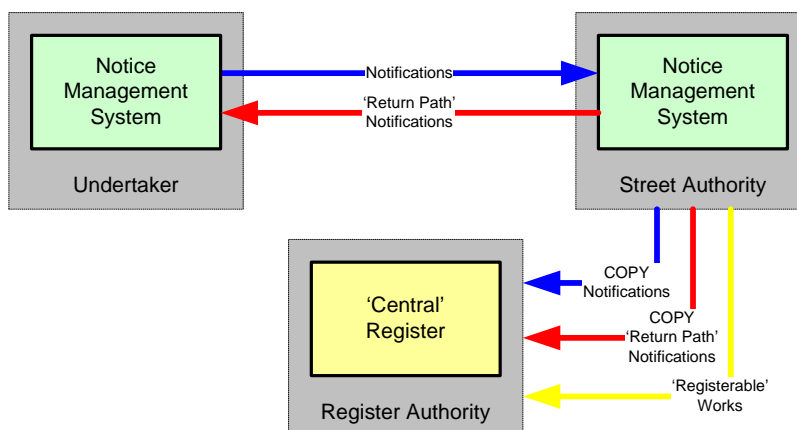 Notice
Management
System
Undertaker
Notifications
‘Return Path’
Notifications
Notice
Management
System
Street Authority
COPY
Notifications
COPY
‘Return Path’
Notifications
‘Registerable’
Works
‘Central’
Register
Register Authority